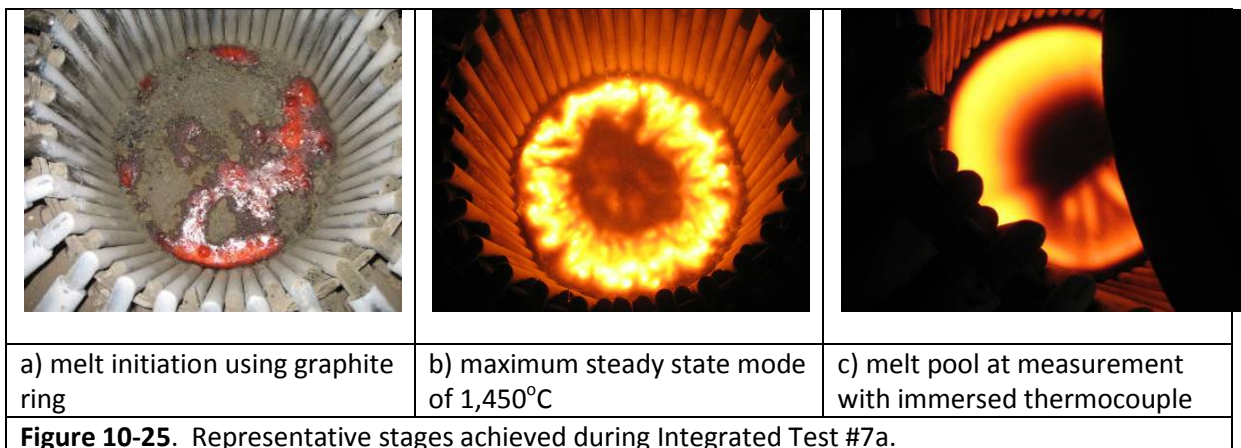 a) melt initiation using graphite
ring
b) maximum steady state mode
of 1,450°C
c) melt pool at measurement
with immersed thermocouple
Figure 10-25. Representative stages achieved during Integrated Test #7a.